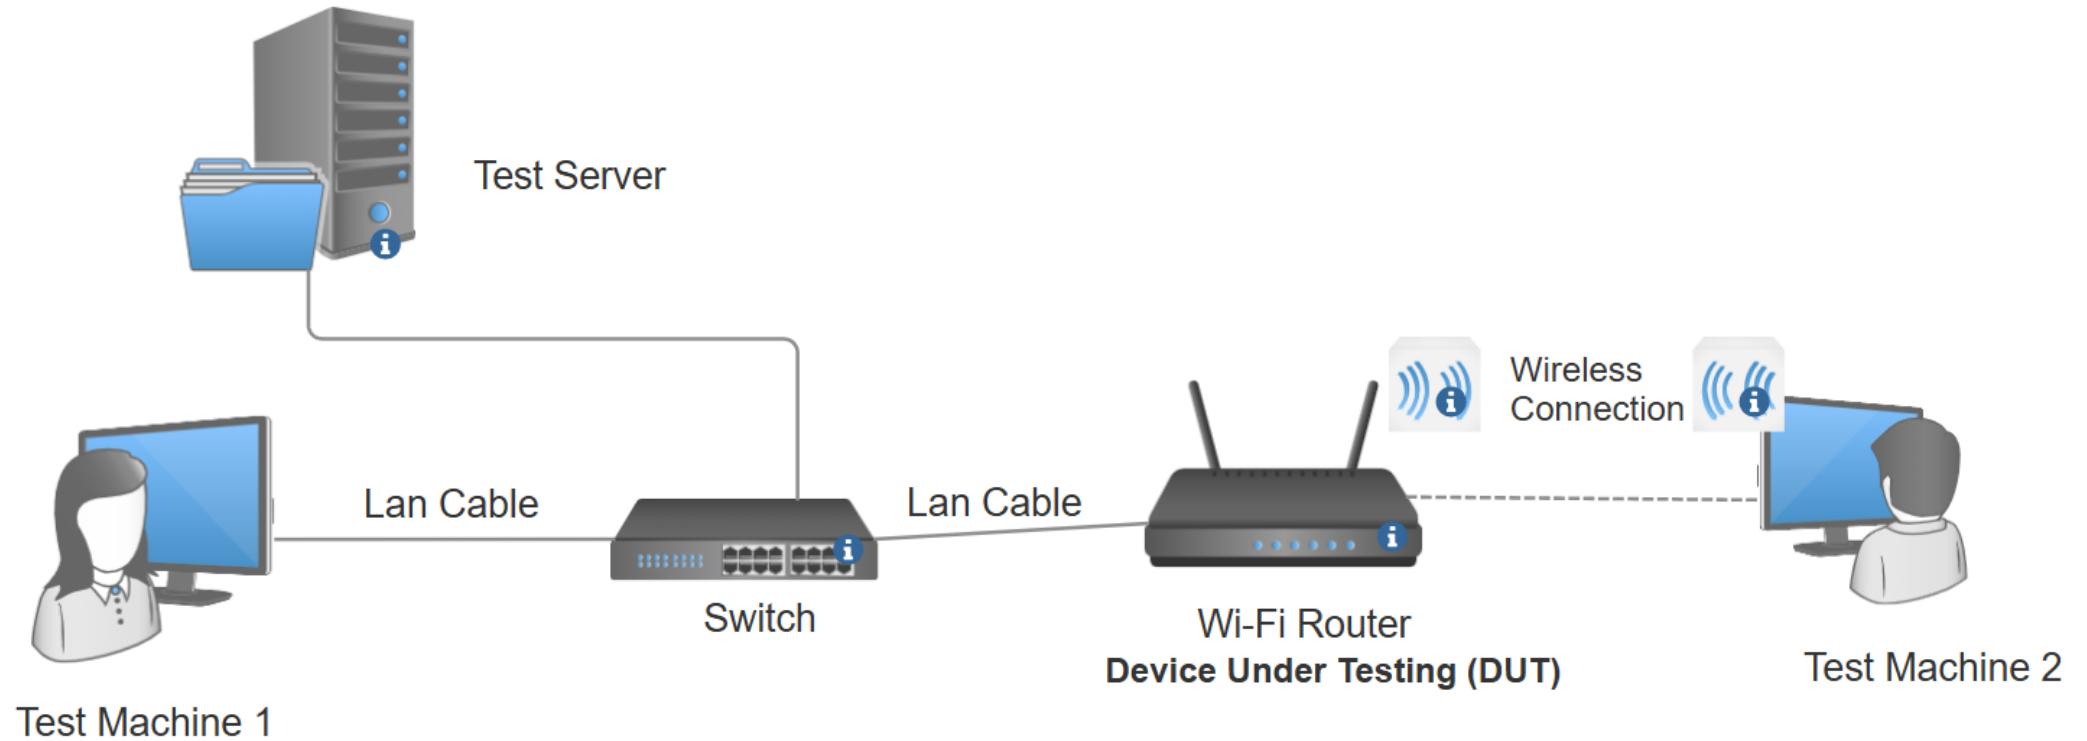 Test Server
Wireless
Connection
Lan Cable
Lan Cable
Switch
Wi-Fi Router
Device Under Testing (DUT)
Test Machine 2
Test Machine 1